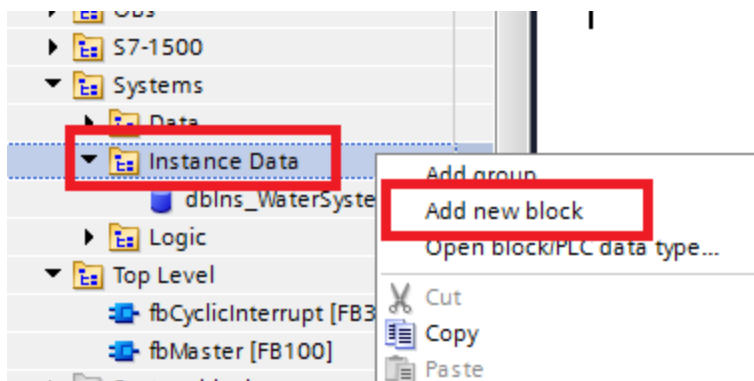 Obs
S7-1500
Systems
Data
Instance Data
dbIns_WaterSyste
Logic
Top Level
fbCyclicInterrupt [FB3
fbMaster [FB100]
Add group
Add new block
Open block/PLC data type...
Cut
Copy
Paste